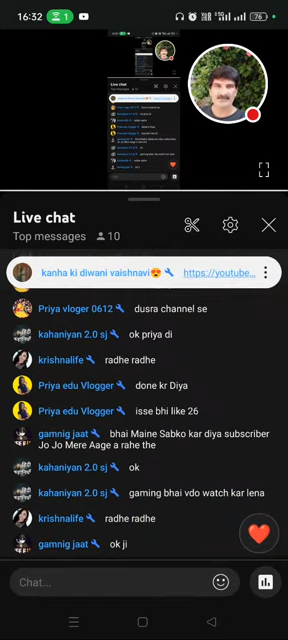 16:32 1 76
Live chat
Top messages 10
kanha ki diwani vaishnavi😍 https://youtube...
Priya vloger 0612 dusra channel se
kahaniyan 2.0 sj ok priya di
krishnalife radhe radhe
Priya edu Vlogger done kr Diya
Priya edu Vlogger isse bhi like 26
gamnig jaat bhai Maine Sabko kar diya subscriber
Jo Jo Mere Aage a rahe the
kahaniyan 2.0 sj ok
kahaniyan 2.0 sj gaming bhai vdo watch kar lena
krishnalife radhe radhe
gamnig jaat ok ji
Chat...